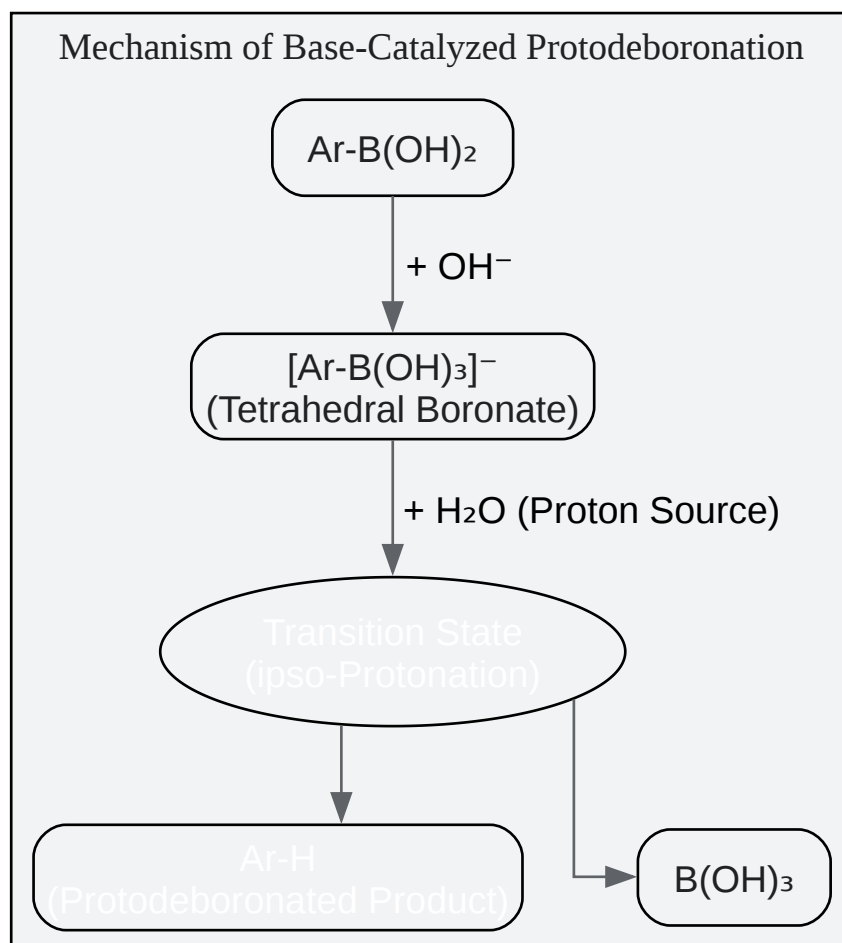 Mechanism of Base-Catalyzed Protodeboronation
Ar-B(OH)₂
+ OH⁻
[Ar-B(OH)₃]⁻
(Tetrahedral Boronate)
+ H₂O (Proton Source)
Transition State
(ipso-Protonation)
Ar-H
(Protodeboronated Product)
B(OH)₃